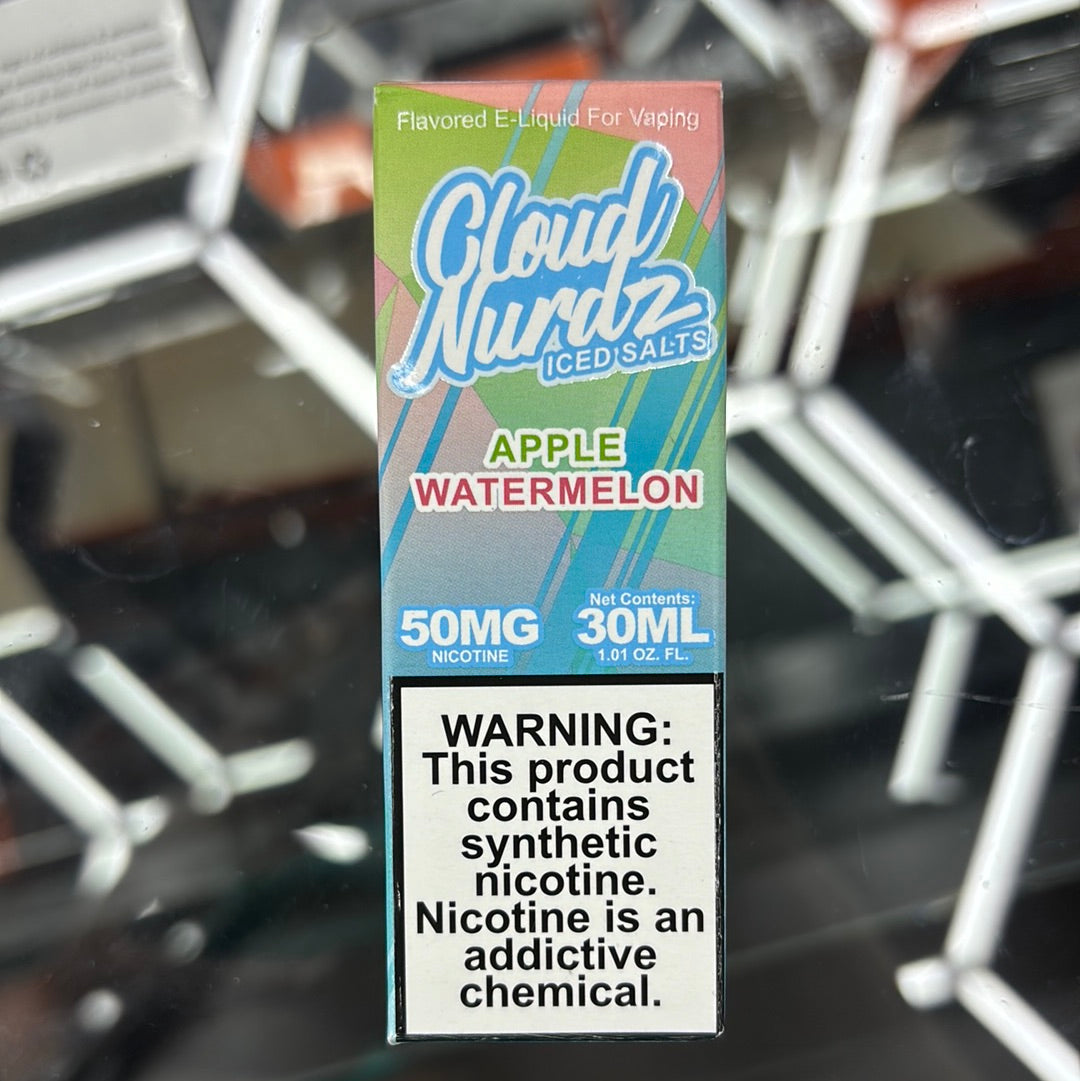 Flavored E-Liquid For Vaping
Cloud
Nurdz
ICED SALTS
APPLE
WATERMELON
50MG
NICOTINE
Net Contents:
30ML
1.01 OZ. FL.
WARNING:
This product
contains
synthetic
nicotine.
Nicotine is an
addictive
chemical.